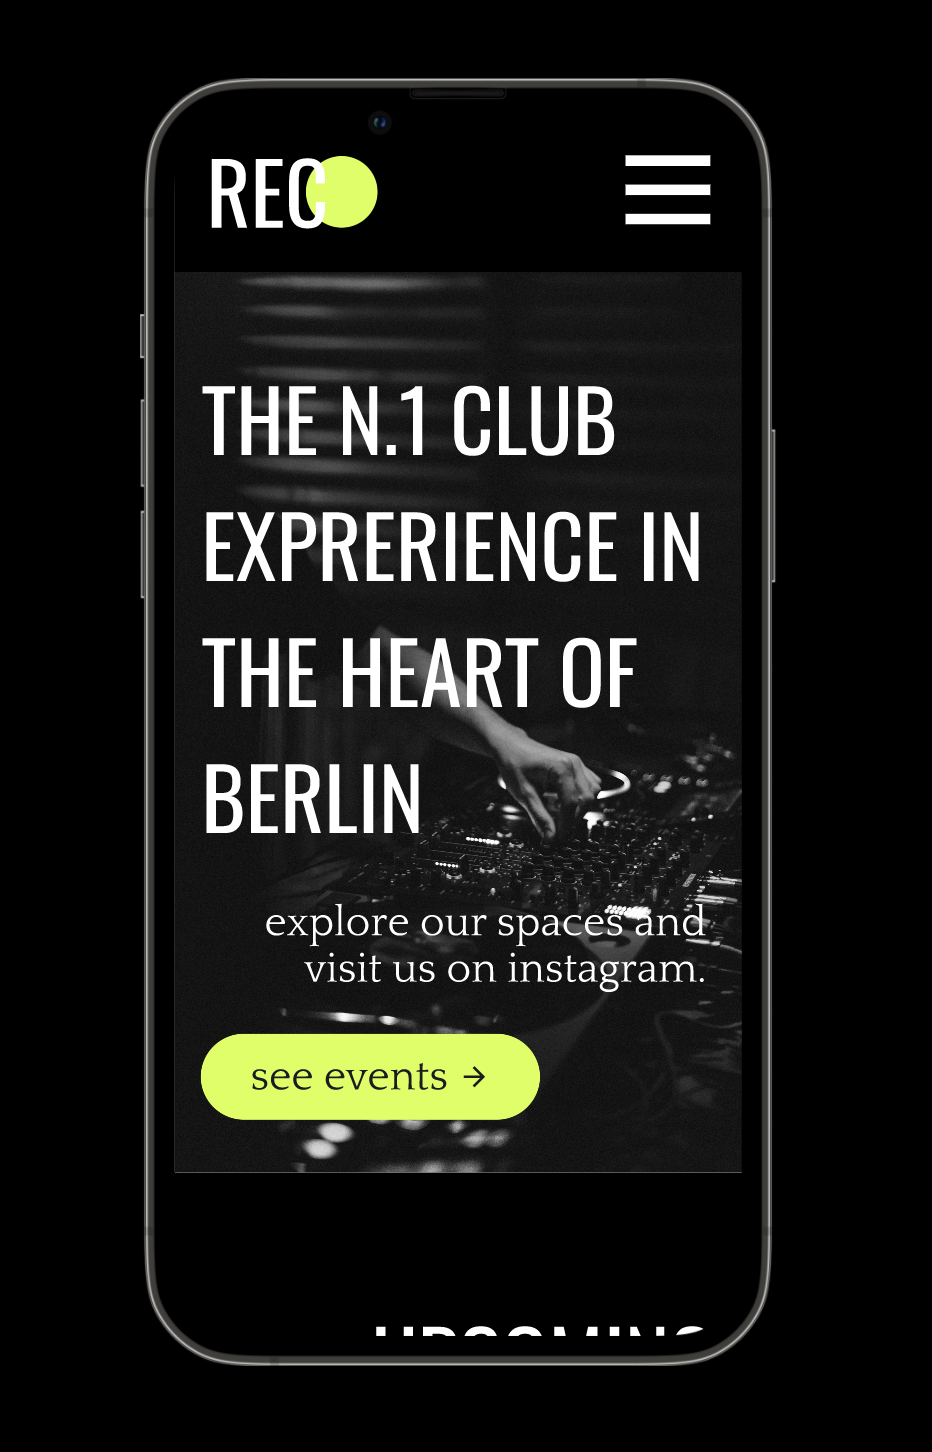 REC
THE N.1 CLUB
EXPRERIENCE IN
THE HEART OF
BERLIN
explore our spaces and
visit us on instagram.
see events →
UPCOMING